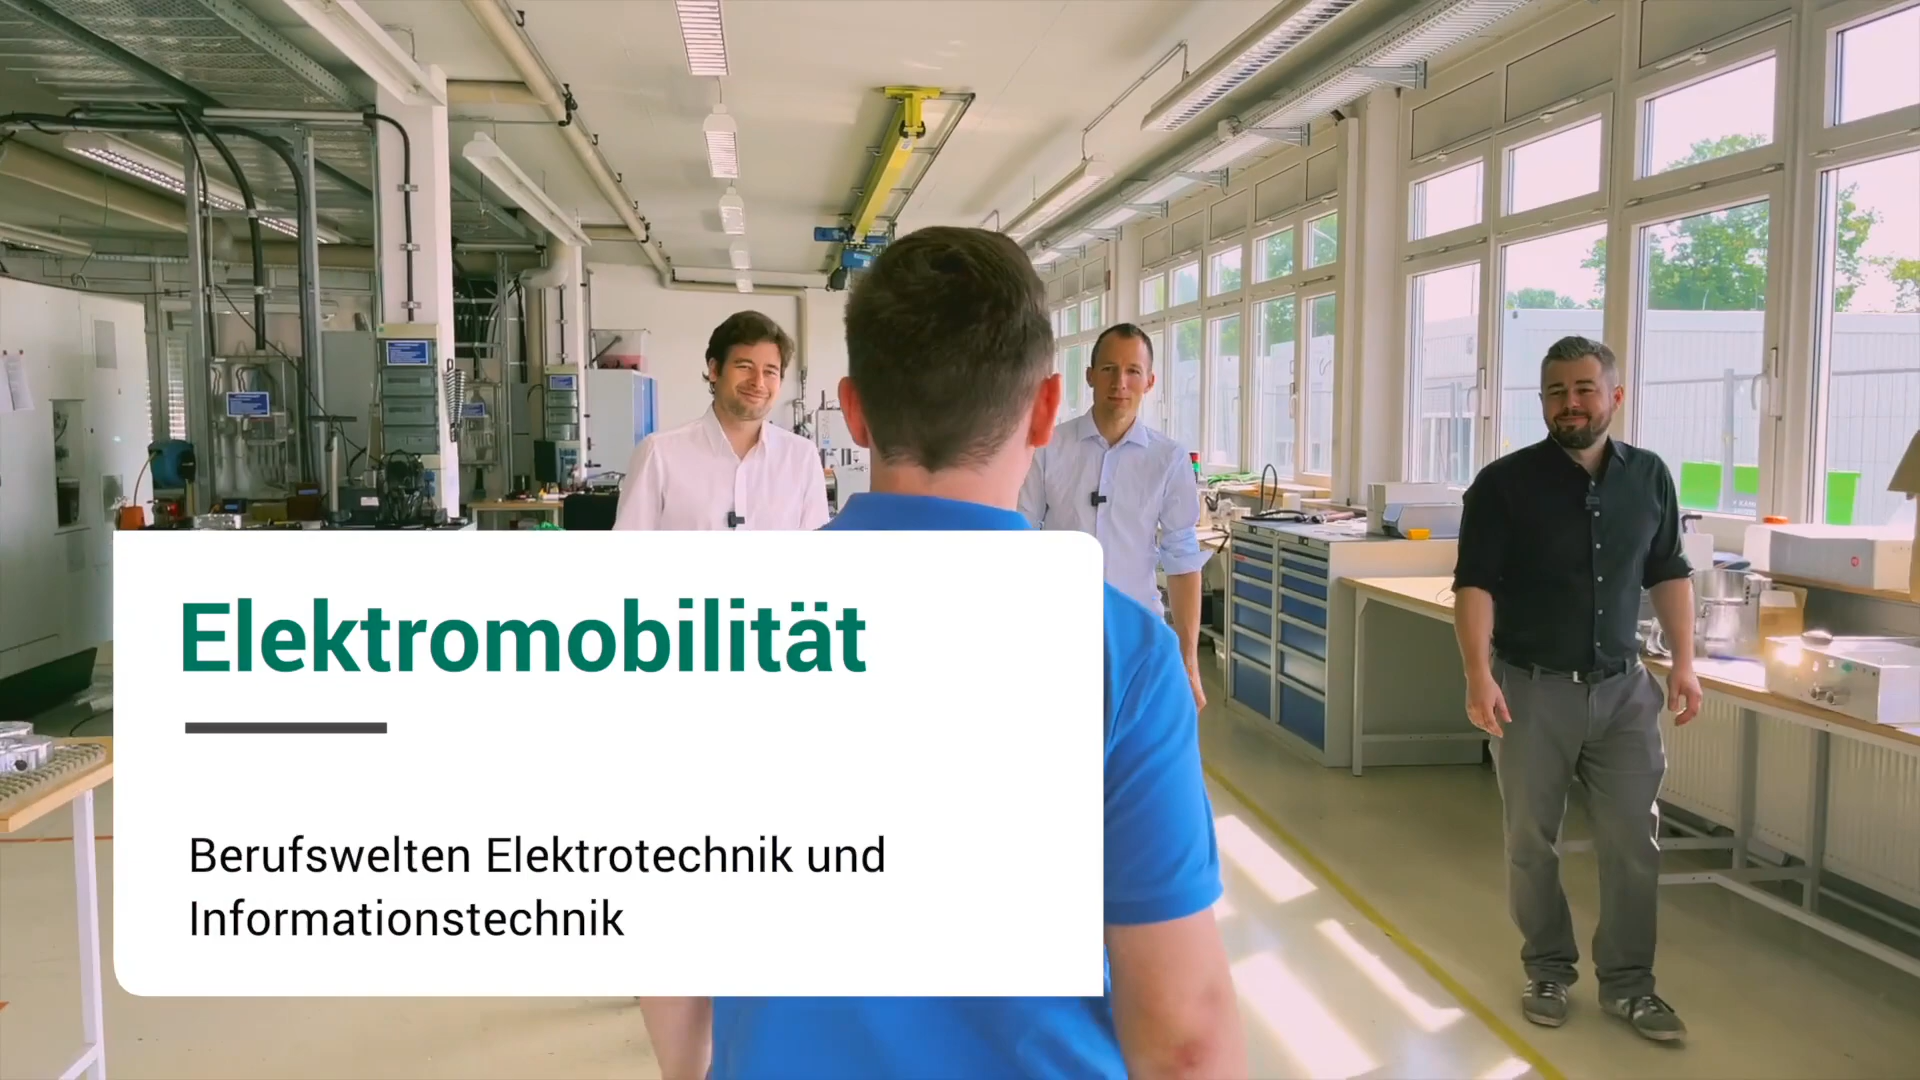 Elektromobilität
Berufswelten Elektrotechnik und
Informationstechnik